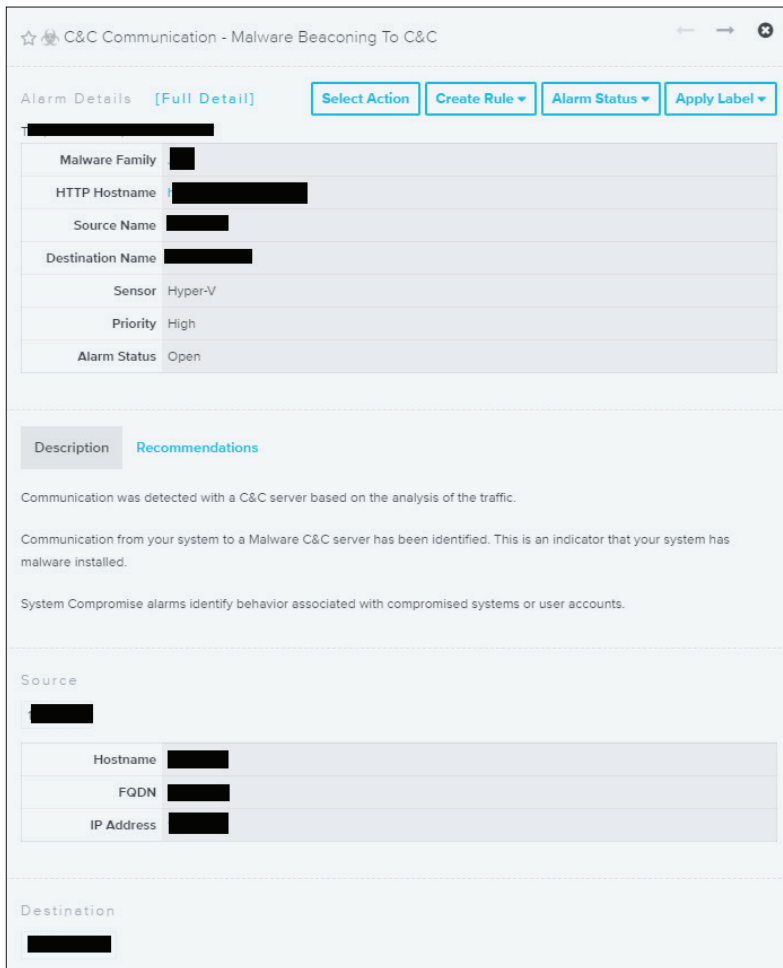 C&C Communication - Malware Beaconing To C&C
Alarm Details [Full Detail] Select Action Create Rule Alarm Status Apply Label
Malware Family
HTTP Hostname
Source Name
Destination Name
Sensor Hyper-V
Priority High
Alarm Status Open
Description Recommendations
Communication was detected with a C&C server based on the analysis of the traffic.
Communication from your system to a Malware C&C server has been identified. This is an indicator that your system has
malware installed.
System Compromise alarms identify behavior associated with compromised systems or user accounts.
Source
Hostname
FQDN
IP Address
Destination